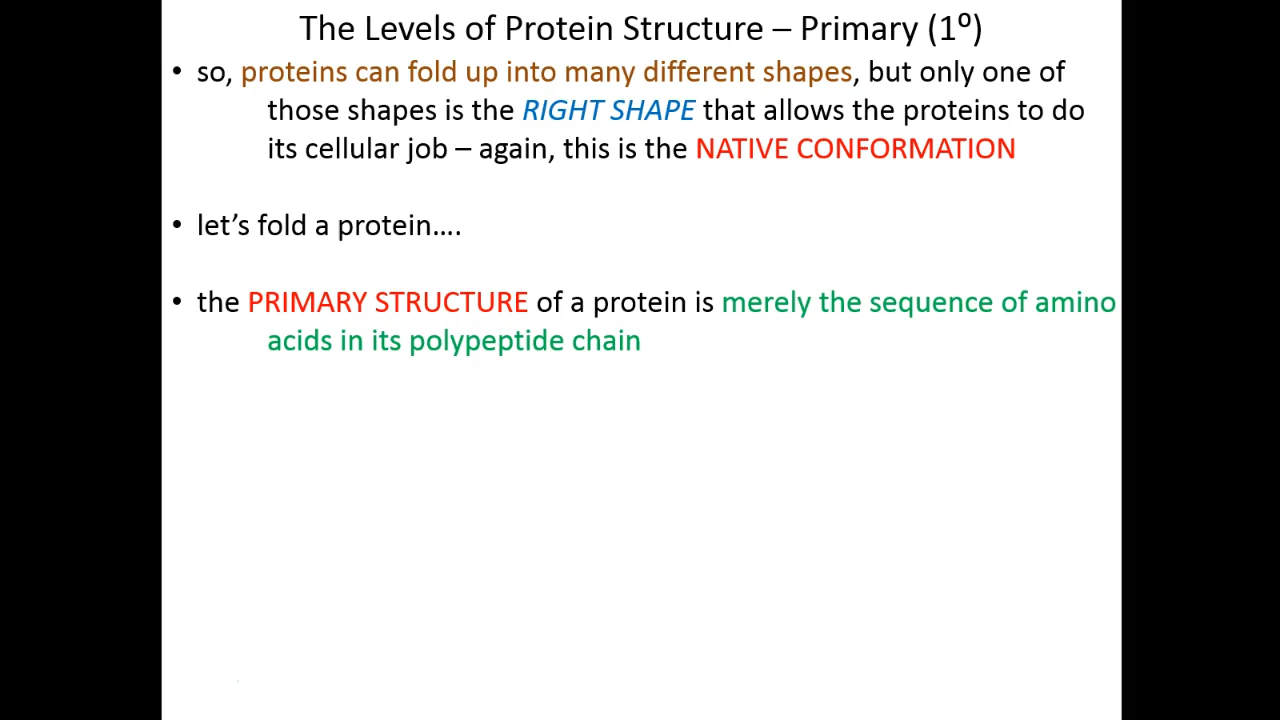 The Levels of Protein Structure – Primary (1⁰)
• so, proteins can fold up into many different shapes, but only one of
those shapes is the RIGHT SHAPE that allows the proteins to do
its cellular job – again, this is the NATIVE CONFORMATION
• let’s fold a protein….
• the PRIMARY STRUCTURE of a protein is merely the sequence of amino
acids in its polypeptide chain